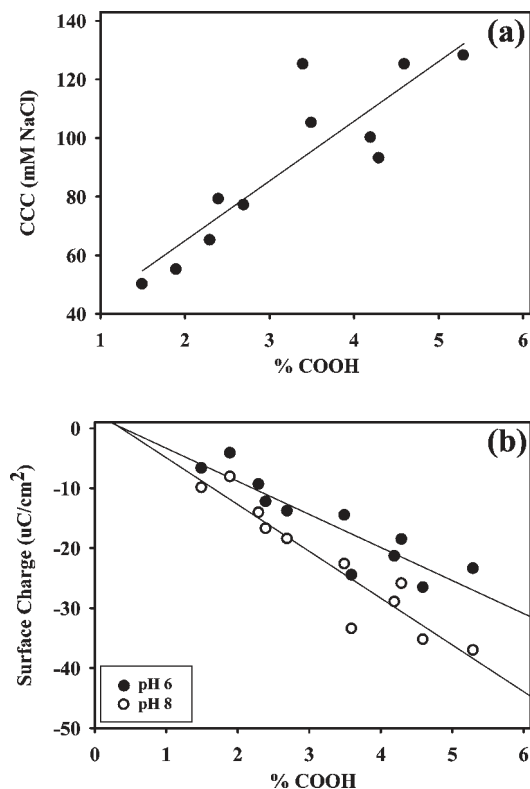 140
120
100
80
60
40
CCC (mM NaCl)
(a)
1 2 3 4 5 6
% COOH
0
-10
-20
-30
-40
-50
Surface Charge (uC/cm²)
(b)
pH 6
pH 8
0 1 2 3 4 5 6
% COOH